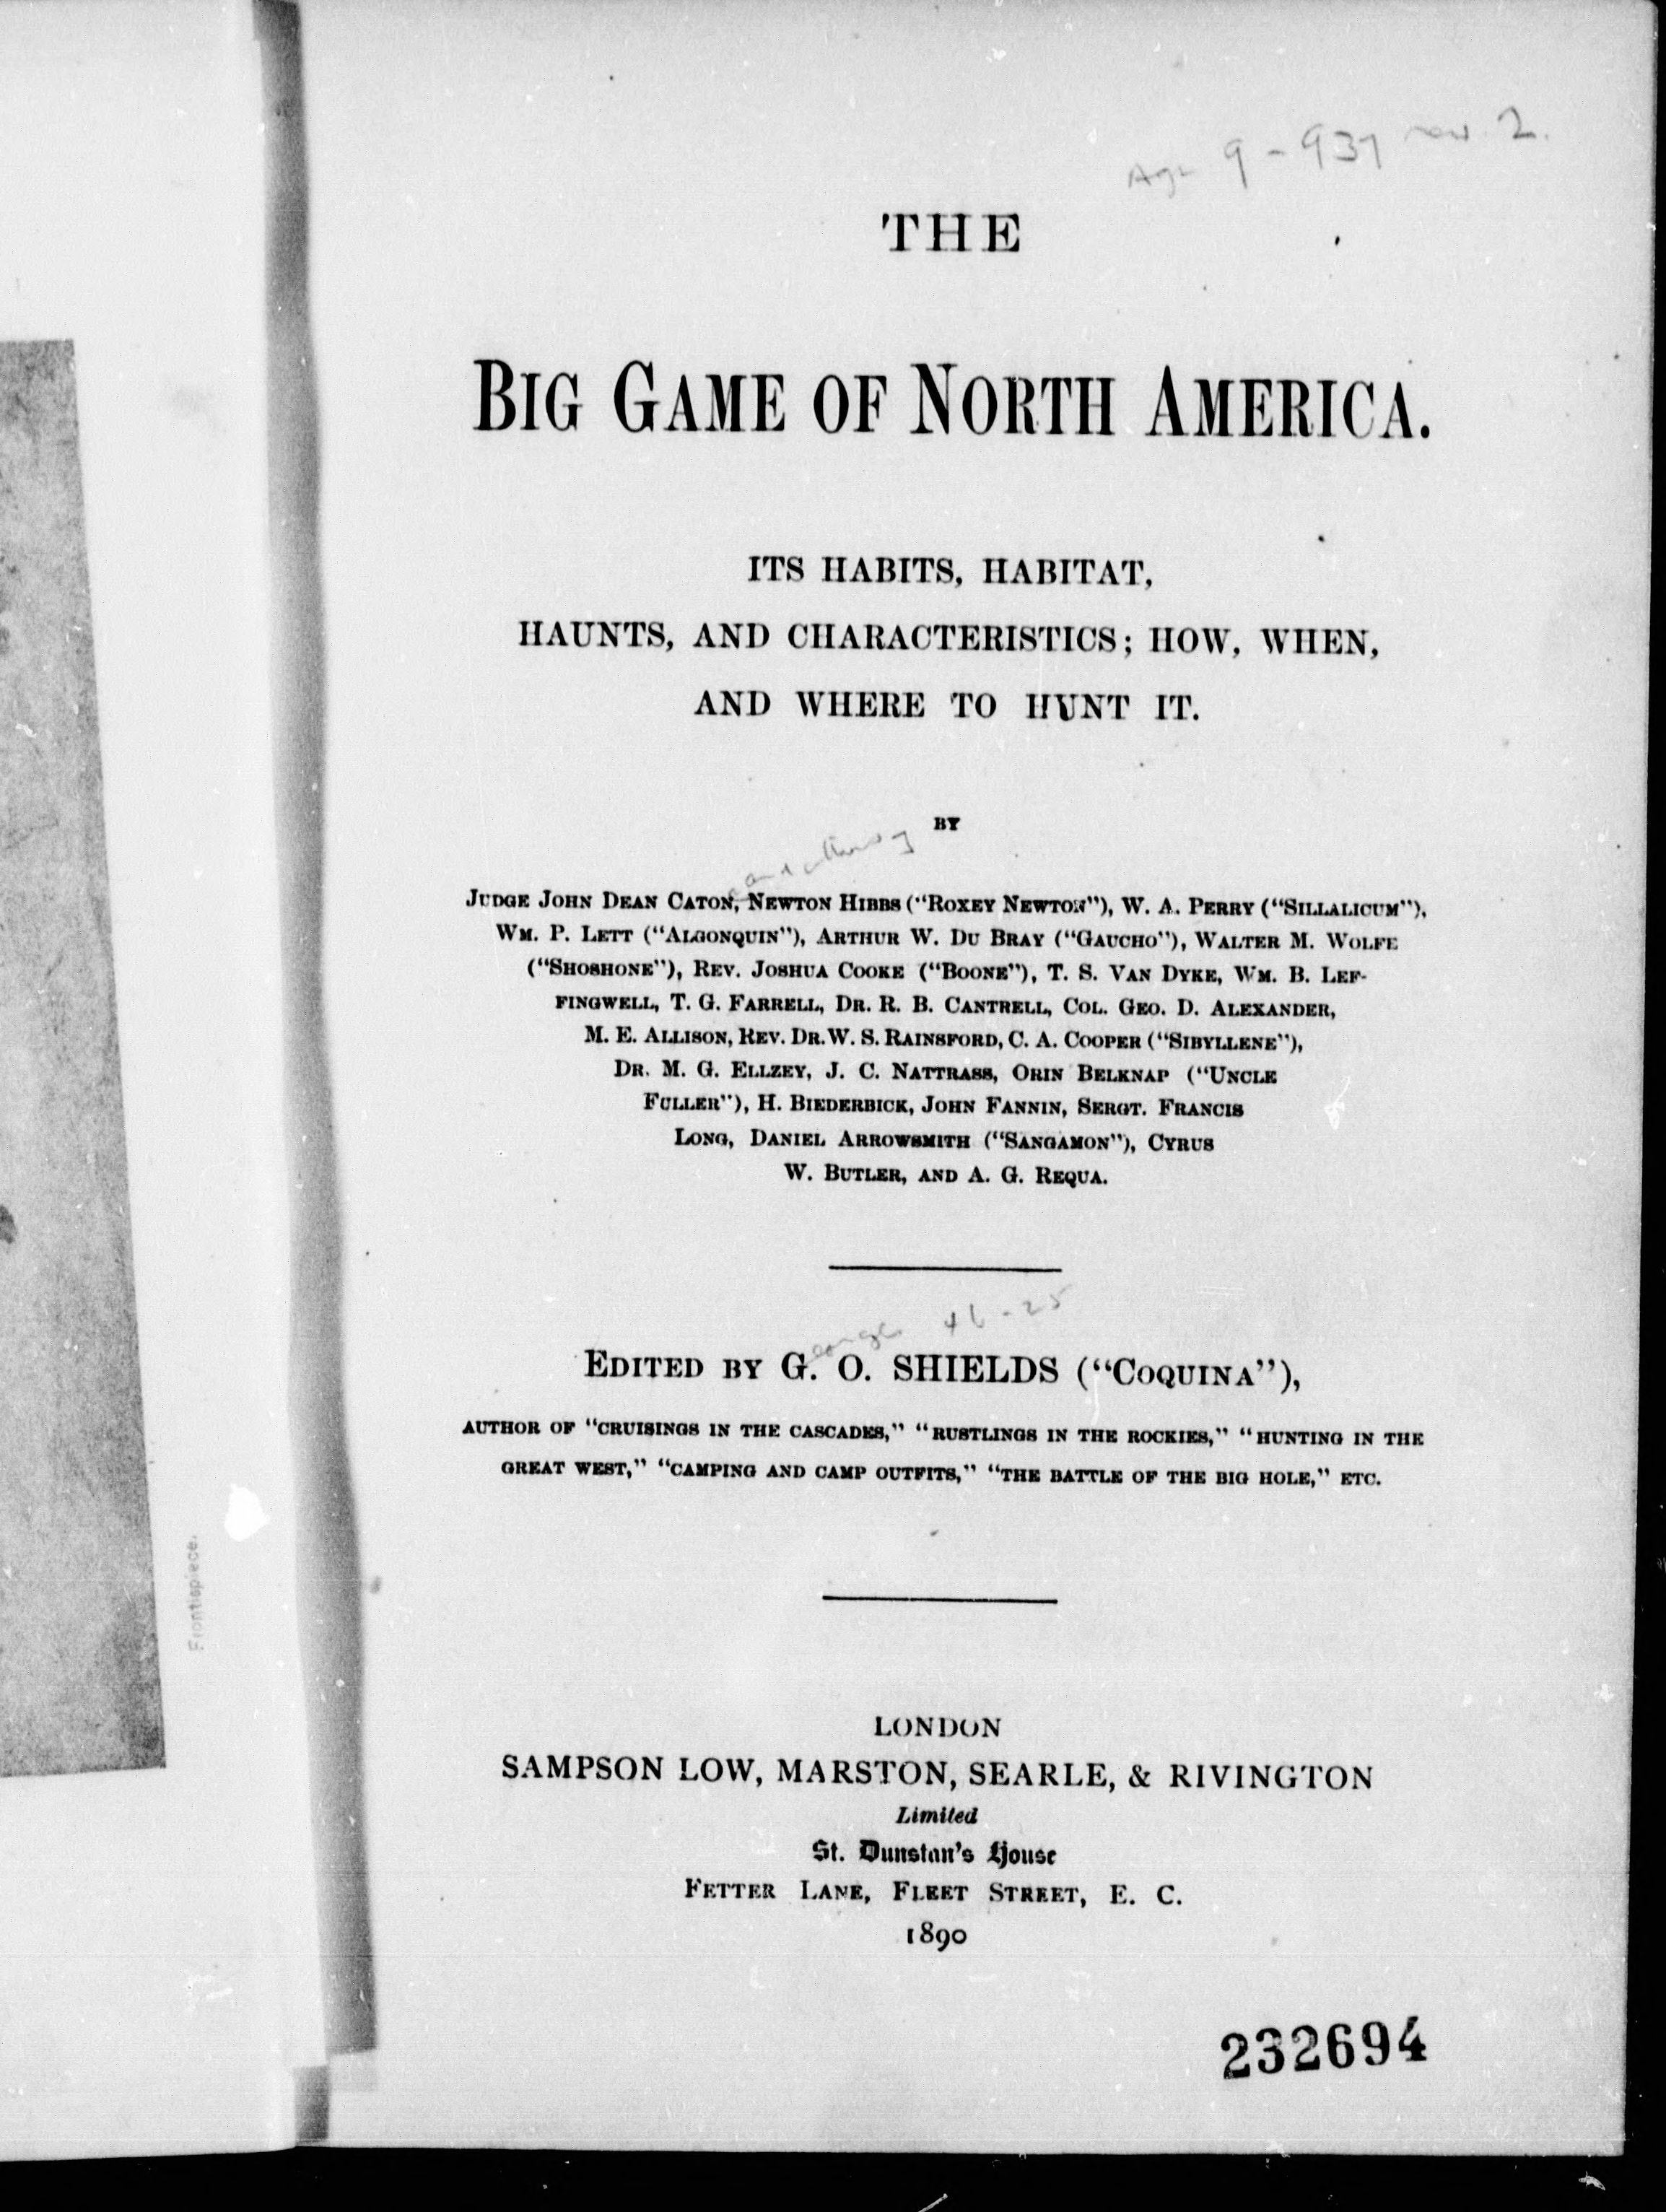 9-937 2.
THE
BIG GAME OF NORTH AMERICA.
ITS HABITS, HABITAT,
HAUNTS, AND CHARACTERISTICS; HOW, WHEN,
AND WHERE TO HUNT IT.
BY
JUDGE JOHN DEAN CATON, NEWTON HIBBS ("ROXEY NEWTON"), W. A. PERRY ("SILLALICUM"),
WM. P. LETT ("ALGONQUIN"), ARTHUR W. DU BRAY ("GAUCHO"), WALTER M. WOLFE
("SHOSHONE"), REV. JOSHUA COOKE ("BOONE"), T. S. VAN DYKE, WM. B. LEF-
FINGWELL, T. G. FARRELL, DR. R. B. CANTRELL, COL. GEO. D. ALEXANDER,
M. E. ALLISON, REV. DR. W. S. RAINSFORD, C. A. COOPER ("SIBYLLENE"),
DR. M. G. ELLZEY, J. C. NATTRASS, ORIN BELKNAP ("UNCLE
FULLER"), H. BIEDERBICK, JOHN FANNIN, SERGT. FRANCIS
LONG, DANIEL ARROWSMITH ("SANGAMON"), CYRUS
W. BUTLER, AND A. G. REQUA.
eorge 46-25
EDITED BY G. O. SHIELDS ("COQUINA"),
AUTHOR OF "CRUISINGS IN THE CASCADES," "RUSTLINGS IN THE ROCKIES," "HUNTING IN THE
GREAT WEST," "CAMPING AND CAMP OUTFITS," "THE BATTLE OF THE BIG HOLE," ETC.
Frontispiece.
LONDON
SAMPSON LOW, MARSTON, SEARLE, & RIVINGTON
Limited
St. Dunstan's House
FETTER LANE, FLEET STREET, E. C.
1890
232694